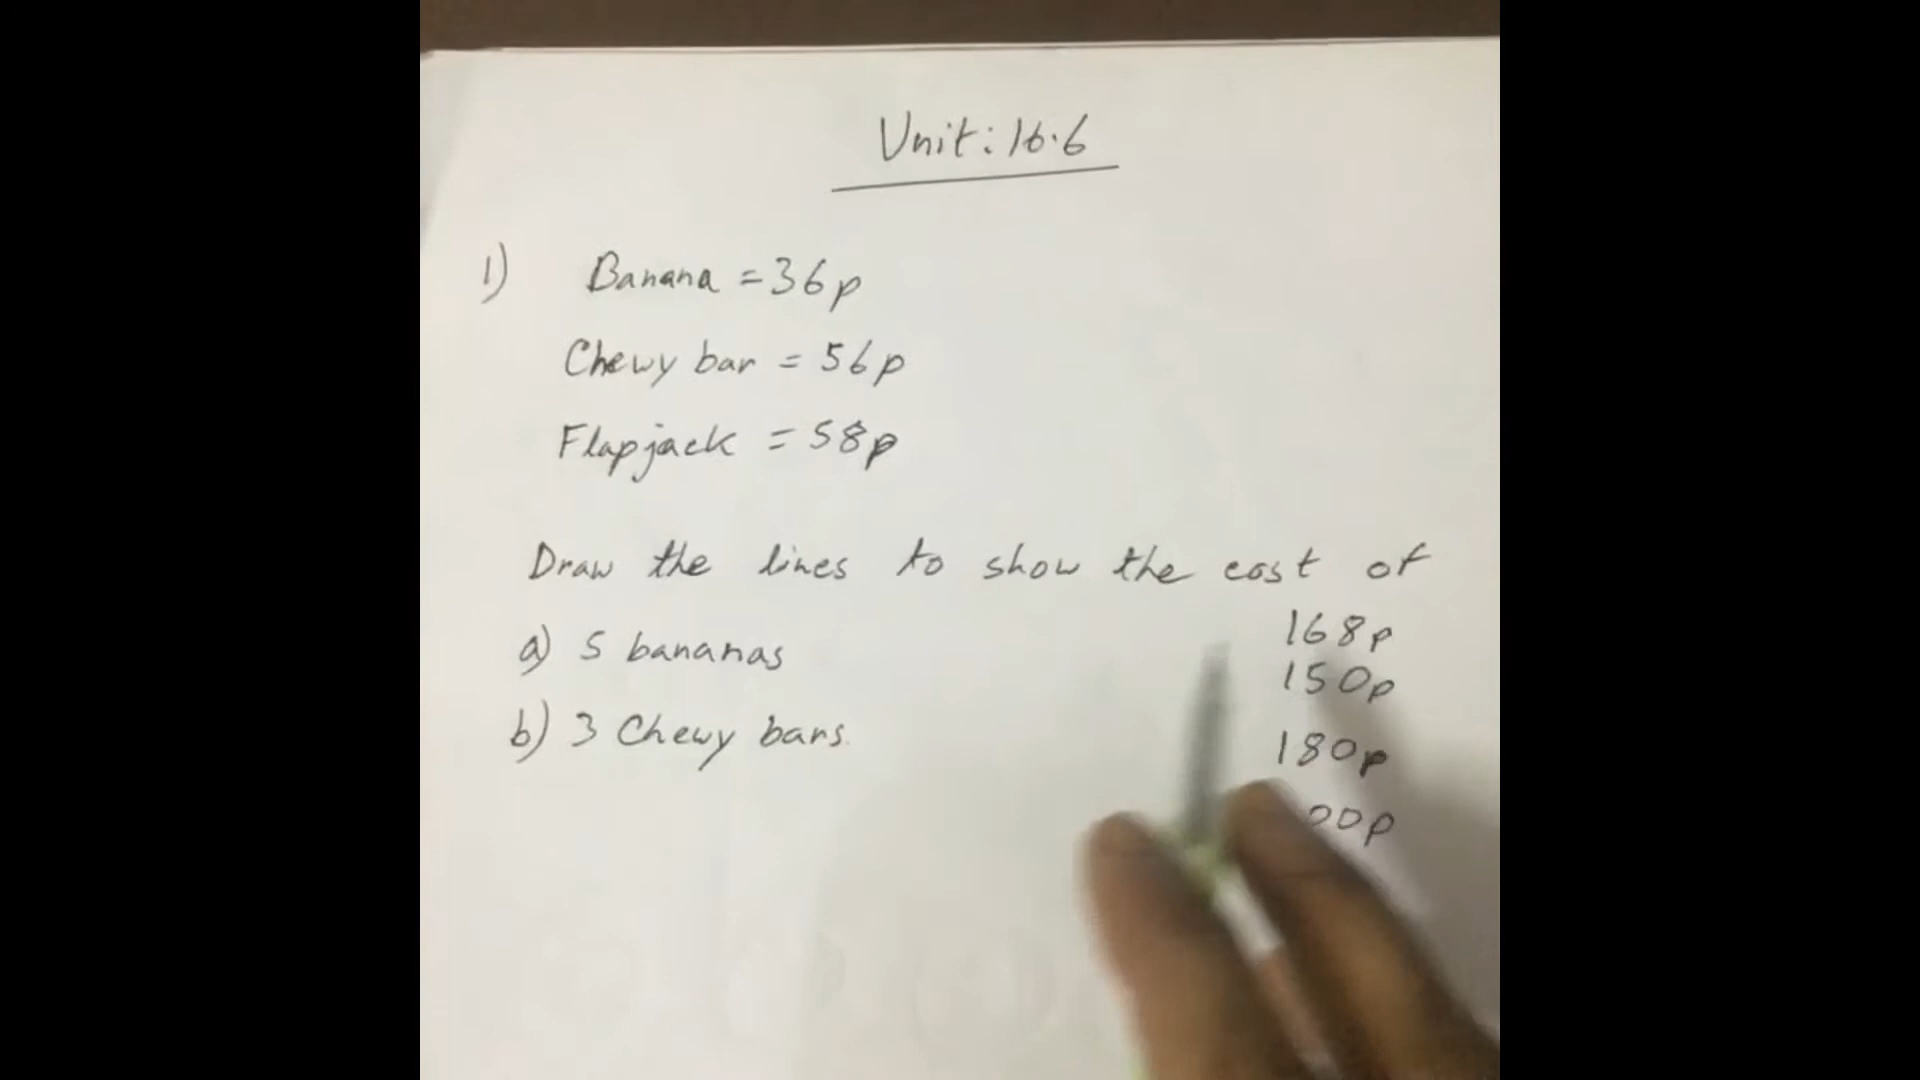 Unit: 16.6
1) Banana = 36p
Chewy bar = 56p
Flapjack = 58p
Draw the lines to show the cost of
168p
a) 5 bananas
150p
b) 3 Chewy bars.
180p
00p